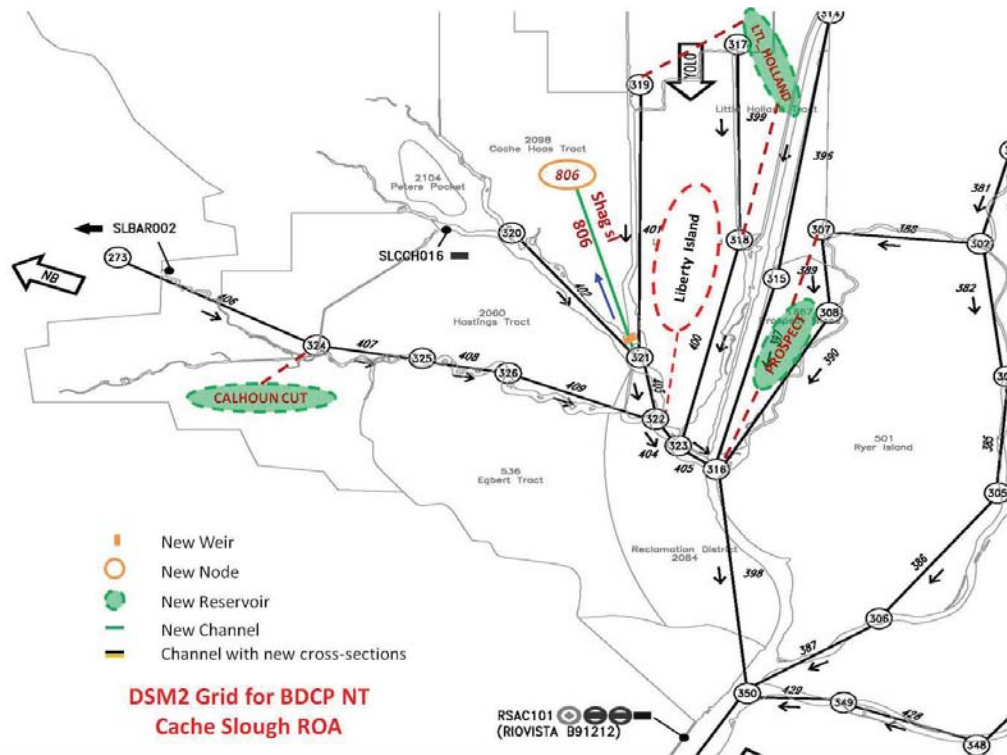 314
317
LTL_HOLLAND
YOLO
319
Little Holland Tract
399
396
2098
Cache Haas Tract
381
2104
Peters Pocket
806
Shag sl
806
401
Liberty Island
SLBAR002
320
318
307
388
302
273
SLCCH016
NB
402
315
389
382
406
2060
Hastings Tract
308
1667
PROSPECT
397
324
407
325
408
326
321
400
390
409
403
CALHOUN CUT
322
323
404
405
316
501
Ryer Island
385
536
Egbert Tract
305
New Weir
New Node
New Reservoir
New Channel
Channel with new cross-sections
Reclamation District
2084
398
386
306
387
DSM2 Grid for BDCP NT
Cache Slough ROA
350
429
349
428
348
RSAC101
(RIOVISTA B91212)